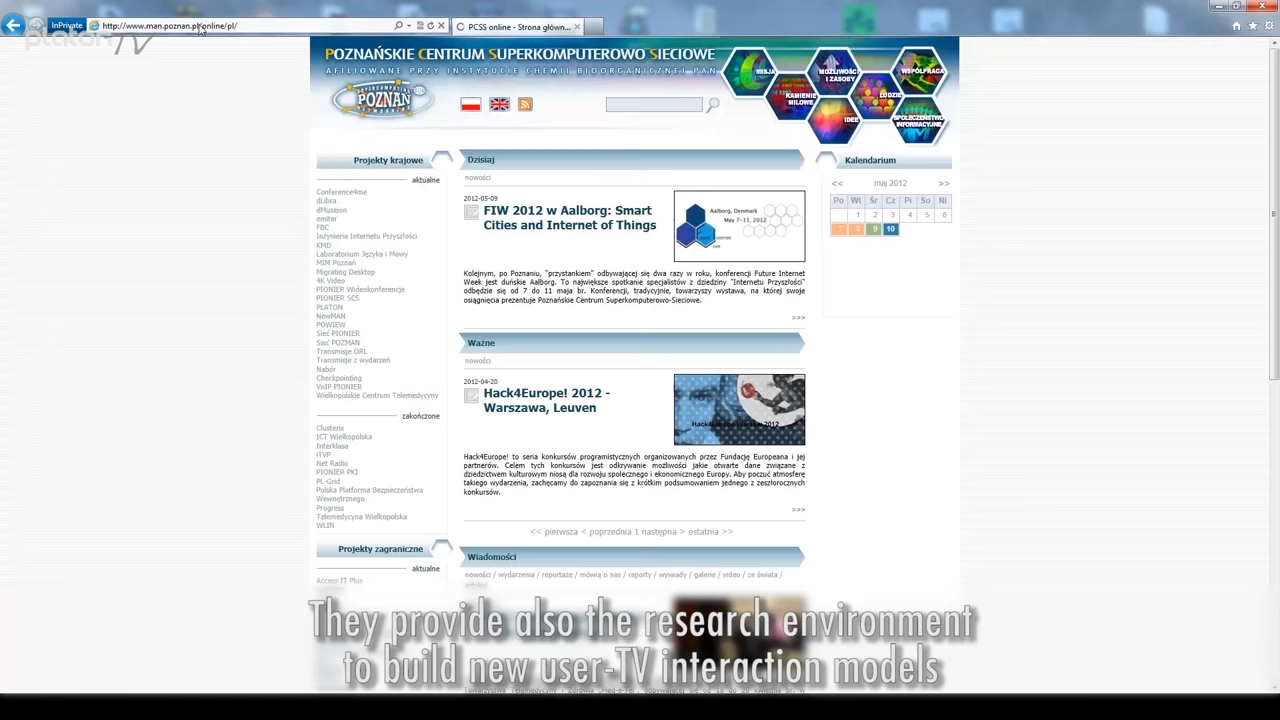 InPrivate
http://www.man.poznan.pl/online/pl/
PCSS online - Strona główn...
platonTV
POZNAŃSKIE CENTRUM SUPERKOMPUTEROWO SIECIOWE
AFILIOWANE PRZY INSTYTUCIE CHEMII BIOORGANICZNEJ PAN
SUPERCOMPUTING
POZNAŃ
NETWORKING
MISJA
MOŻLIWOŚCI
I ZASOBY
WSPÓŁPRACA
KAMIENIE
MILOWE
LUDZIE
IDEE
SPOŁECZEŃSTWO
INFORMACYJNE
Projekty krajowe
aktualne
Conference4me
dLibra
dMuseion
emiter
FBC
Inżynieria Internetu Przyszłości
KMD
Laboratorium Języka i Mowy
MIM Poznań
Migrating Desktop
4K Video
PIONIER Wideokonferencje
PIONIER SCS
PLATON
NewMAN
POWIEW
Sieć PIONIER
Sieć POZMAN
Transmisje ORL
Transmisje z wydarzeń
Nabór
Checkpointing
VoIP PIONIER
Wielkopolskie Centrum Telemedycyny
zakończone
Clusterix
ICT Wielkopolska
Interklasa
iTVP
Net Radio
PIONIER PKI
PL-Grid
Polska Platforma Bezpieczeństwa
Wewnętrznego
Progress
Telemedycyna Wielkopolska
WLIN
Projekty zagraniczne
aktualne
Access IT Plus
Dzisiaj
nowości
2012-05-09
FIW 2012 w Aalborg: Smart
Cities and Internet of Things
Aalborg, Denmark
May 7-11, 2012
Kolejnym, po Poznaniu, "przystankiem" odbywającej się dwa razy w roku, konferencji Future Internet
Week jest duńskie Aalborg. To największe spotkanie specjalistów z dziedziny "Internetu Przyszłości"
odbędzie się od 7 do 11 maja br. Konferencji, tradycyjnie, towarzyszy wystawa, na której swoje
osiągnięcia prezentuje Poznańskie Centrum Superkomputerowo-Sieciowe.
>>>
Ważne
nowości
2012-04-20
Hack4Europe! 2012 -
Warszawa, Leuven
Hack4Europe! to seria konkursów programistycznych organizowanych przez Fundację Europeana i jej
partnerów. Celem tych konkursów jest odkrywanie możliwości jakie otwarte dane związane z
dziedzictwem kulturowym niosą dla rozwoju społecznego i ekonomicznego Europy. Aby poczuć atmosferę
takiego wydarzenia, zachęcamy do zapoznania się z krótkim podsumowaniem jednego z zeszłorocznych
konkursów.
>>>
<< pierwsza < poprzednia 1 następna > ostatnia >>
Wiadomości
nowości / wydarzenia / reportaże / mówią o nas / raporty / wywiady / galerie / video / ze świata /
Kalendarium
<< maj 2012 >>
Po Wt Śr Cz Pi So Ni
1 2 3 4 5 6
7 8 9 10
They provide also the research environment
to build new user-TV interaction models